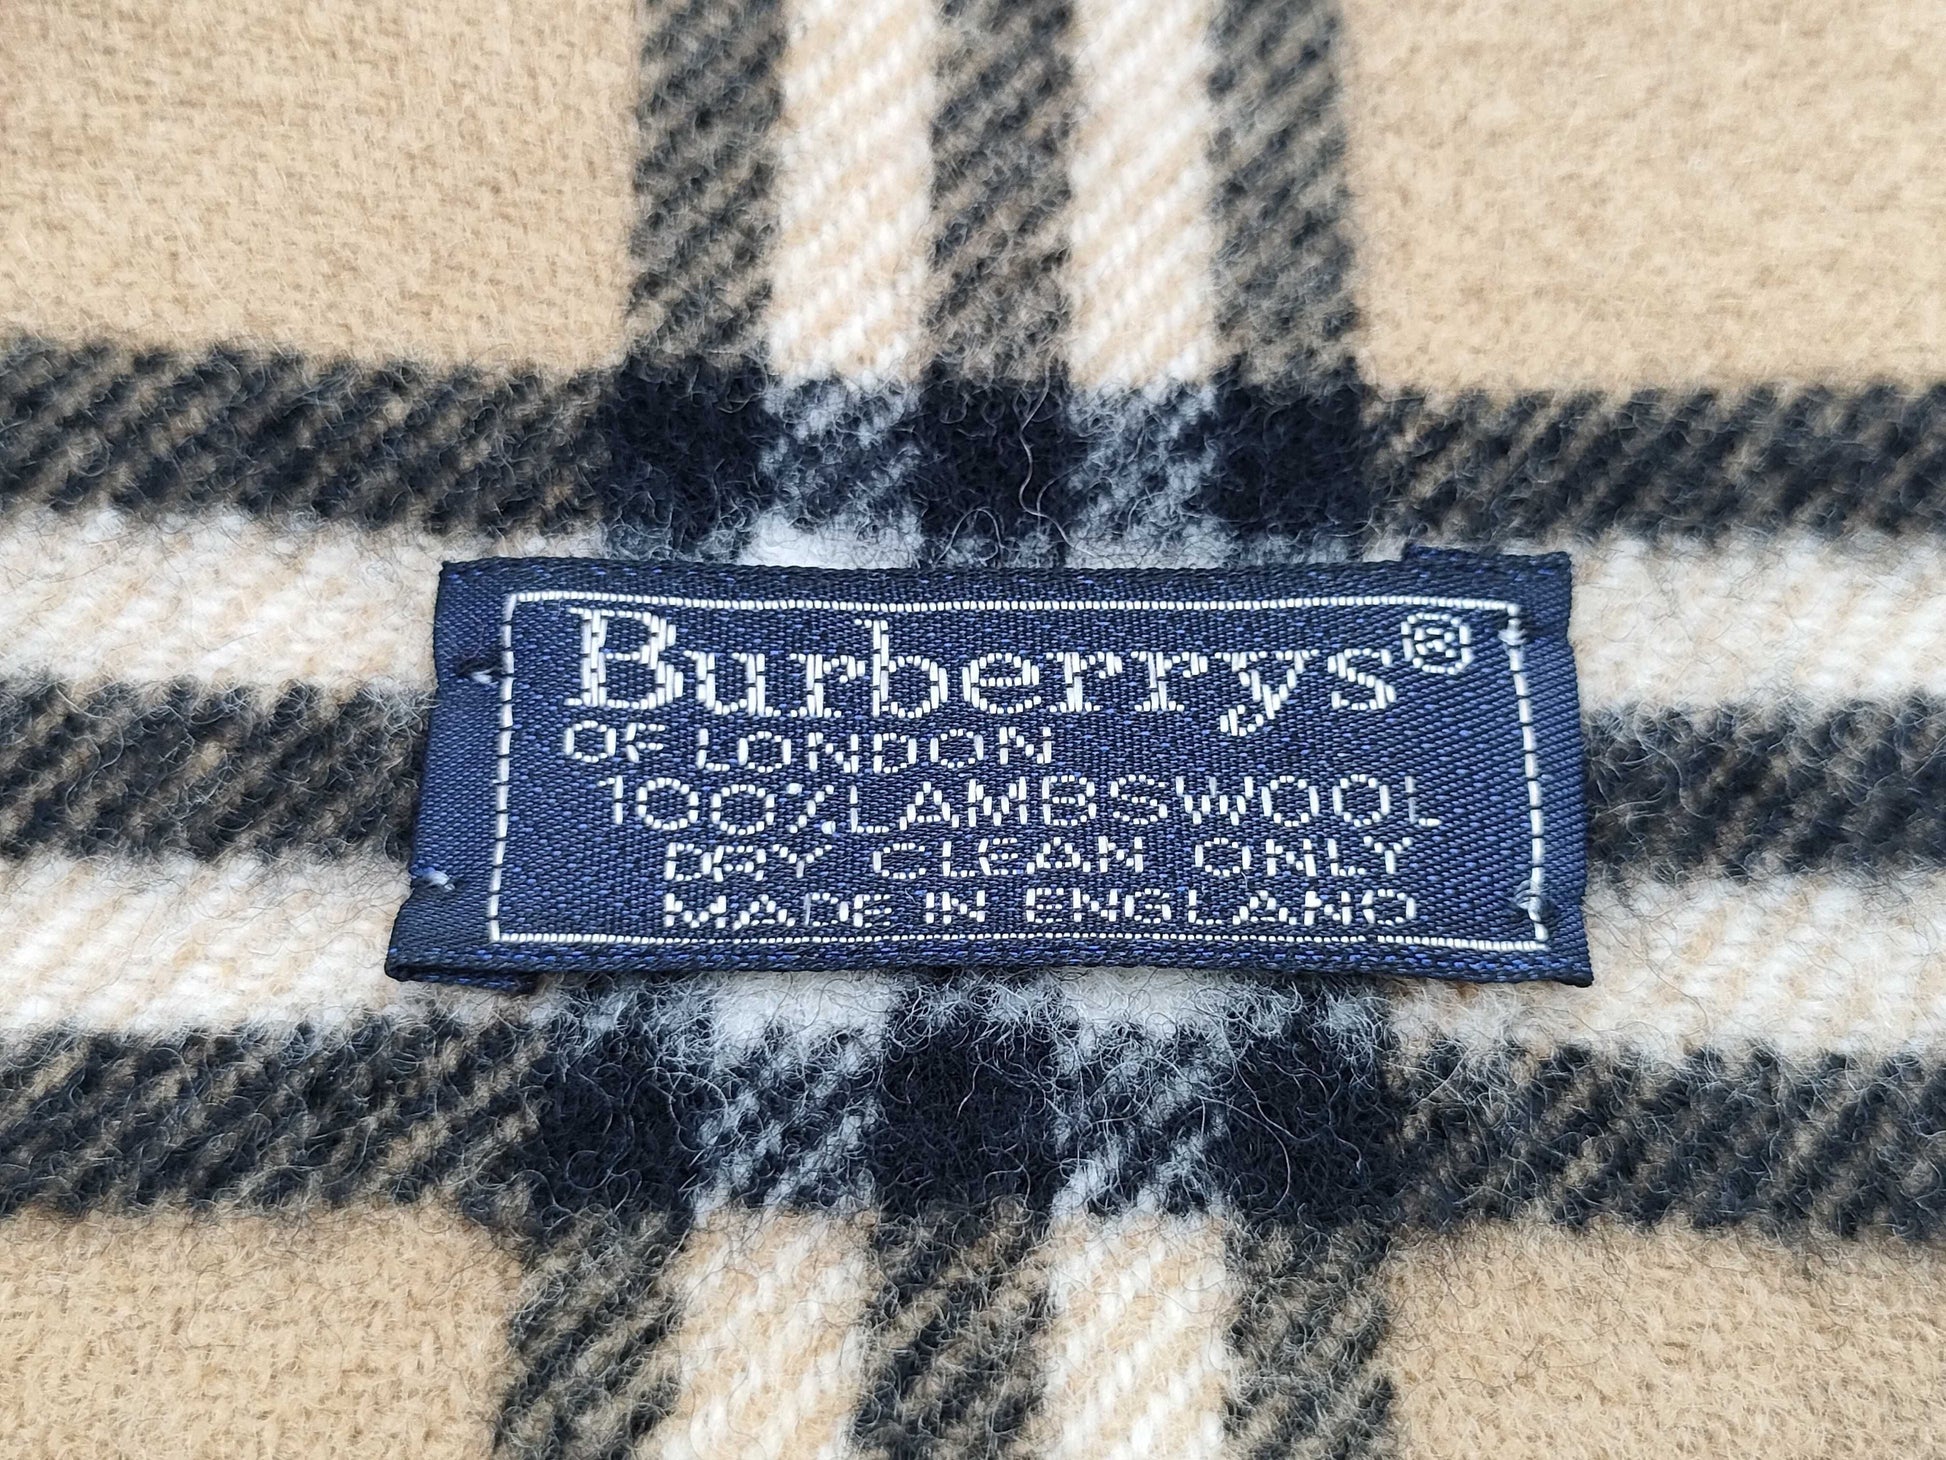 Burberrys®
OF LONDON
100% LAMBSWOOL
DRY CLEAN ONLY
MADE IN ENGLAND